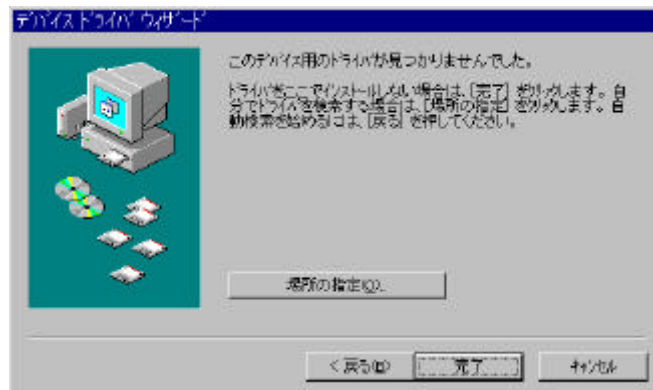 デバイス ドライバ ウィザード
このデバイス用のドライバが見つかりませんでした。
ドライバをここでインストールしない場合は、[完了] をクリックします。自
分でドライバを検索する場合は、[場所の指定] をクリックします。自
動検索を始めるには、[戻る] を押してください。
場所の指定(O)...
< 戻る(B)
完了
キャンセル